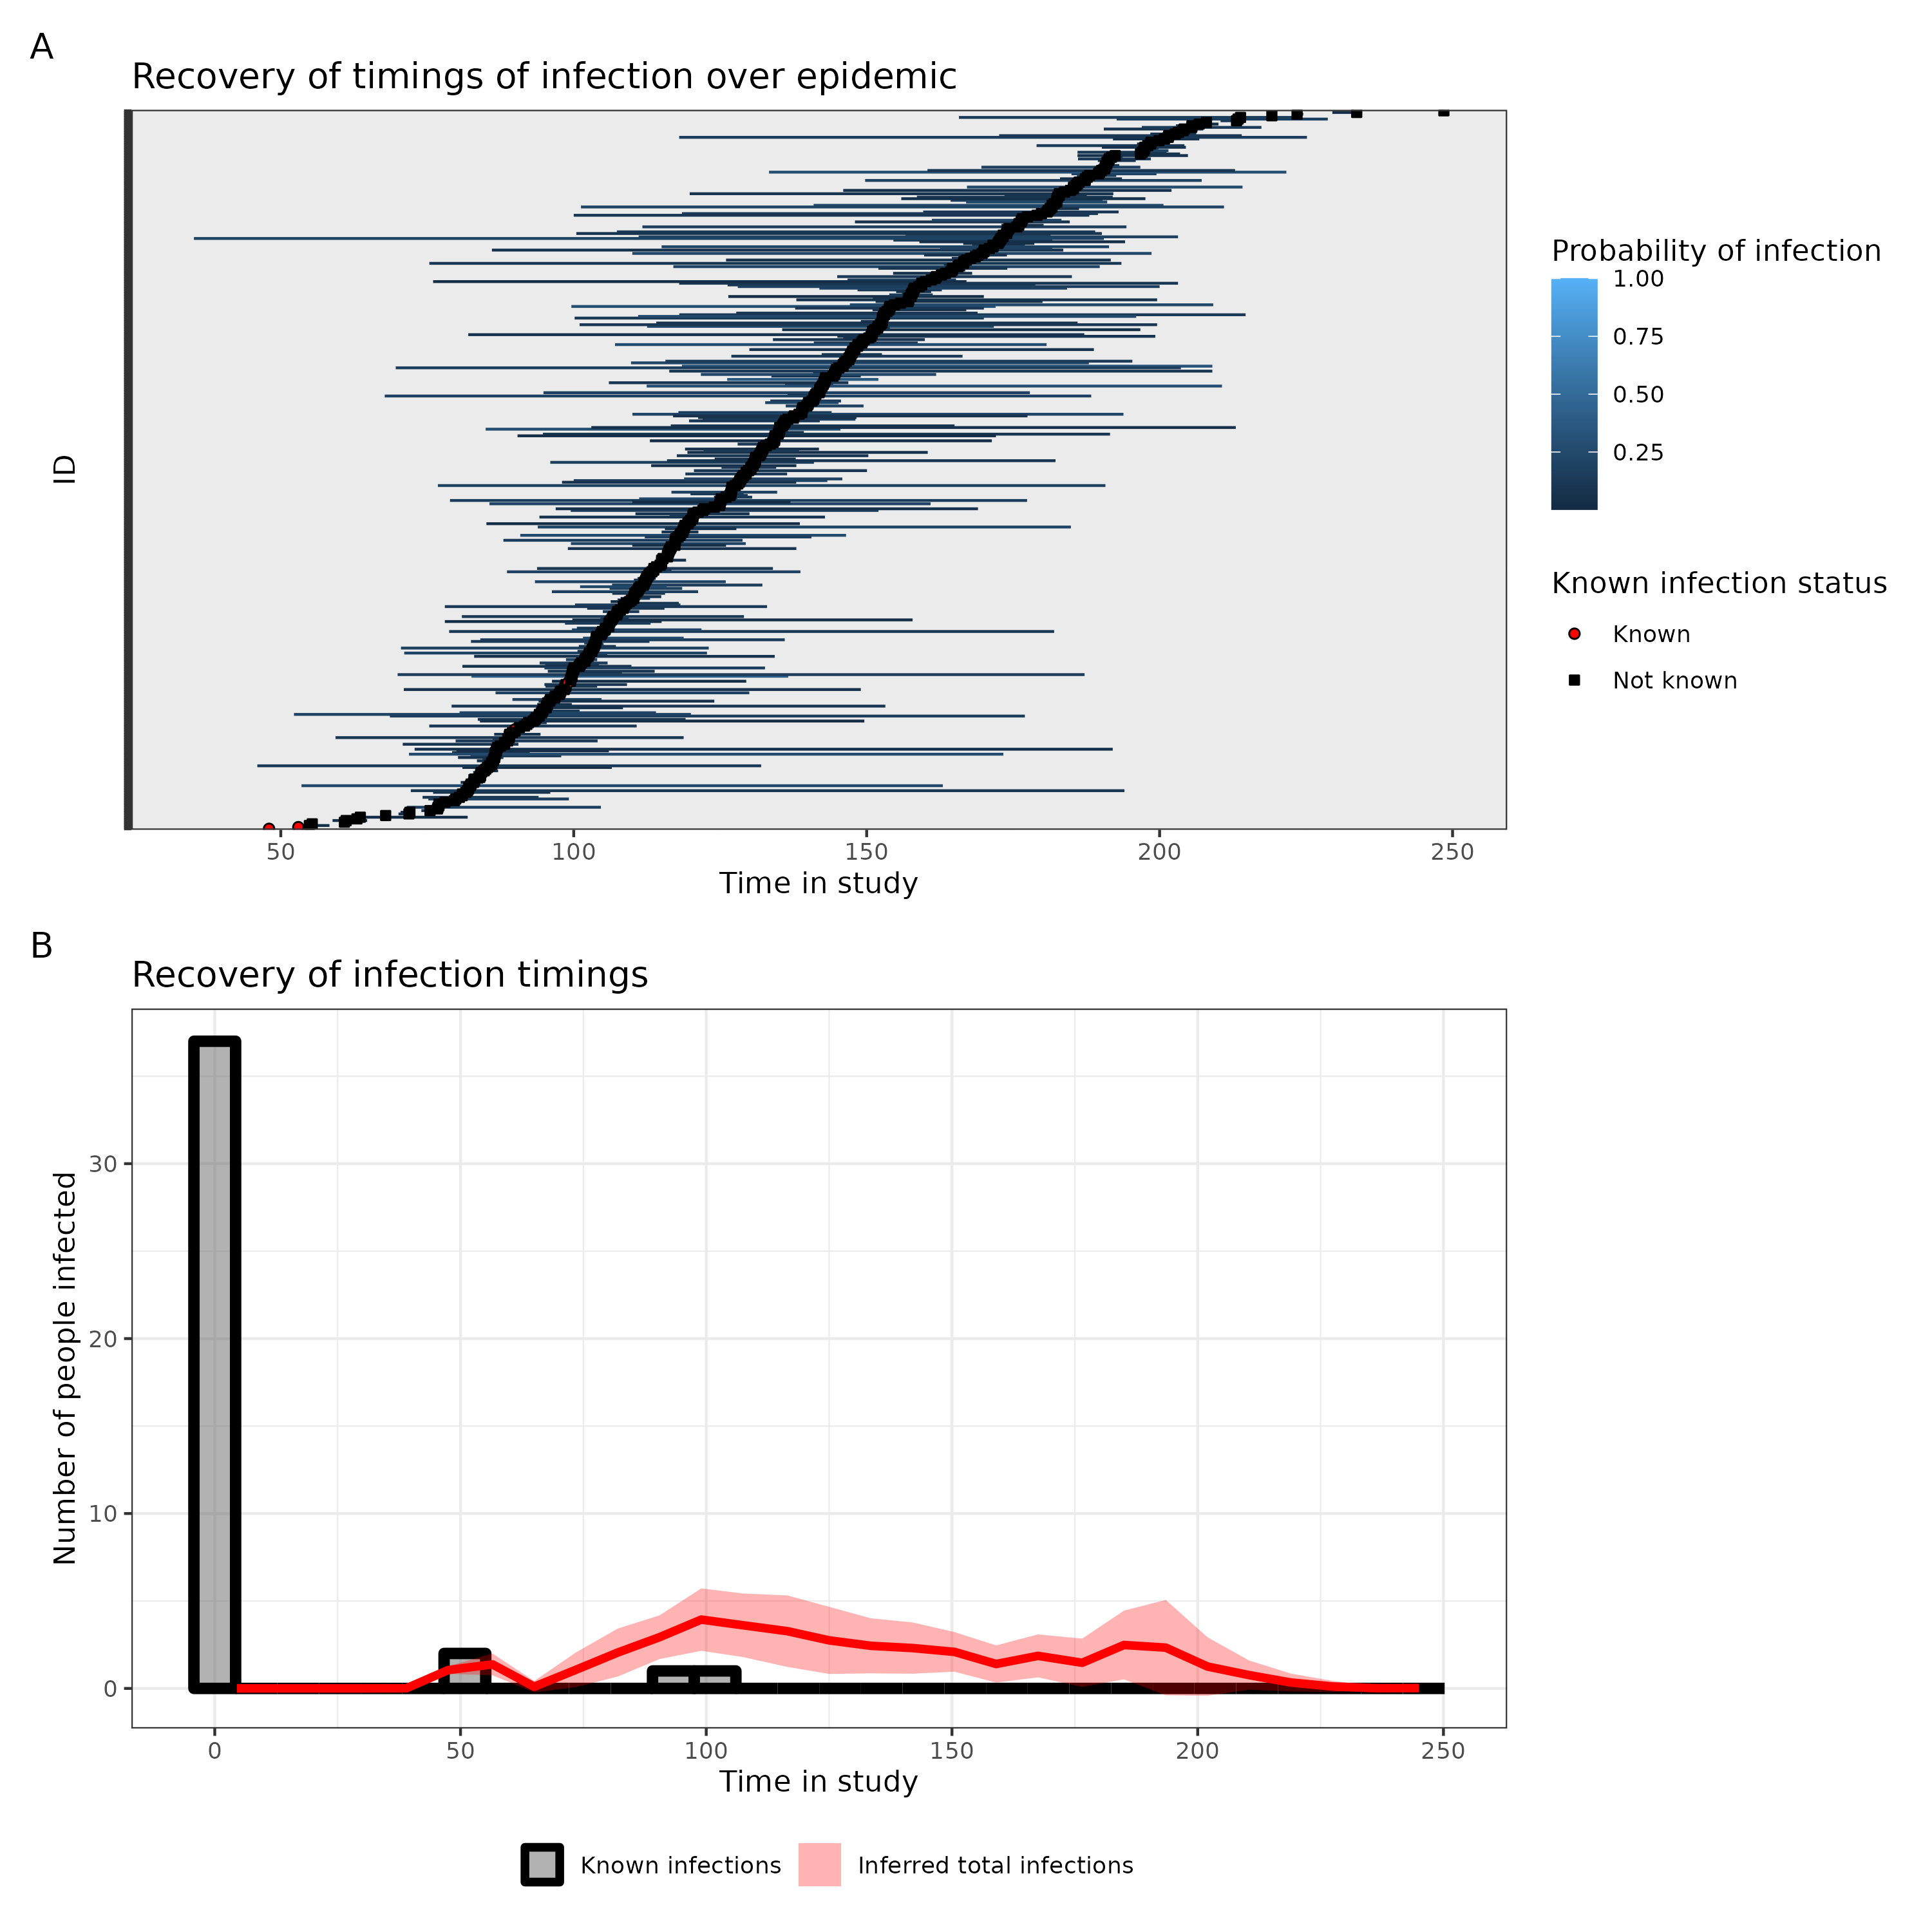 A
Recovery of timings of infection over epidemic
ID
50 100 150 200 250
Time in study
Probability of infection
1.00
0.75
0.50
0.25
Known infection status
Known
Not known
B
Recovery of infection timings
Number of people infected
30
20
10
0
0 50 100 150 200 250
Time in study
Known infections Inferred total infections